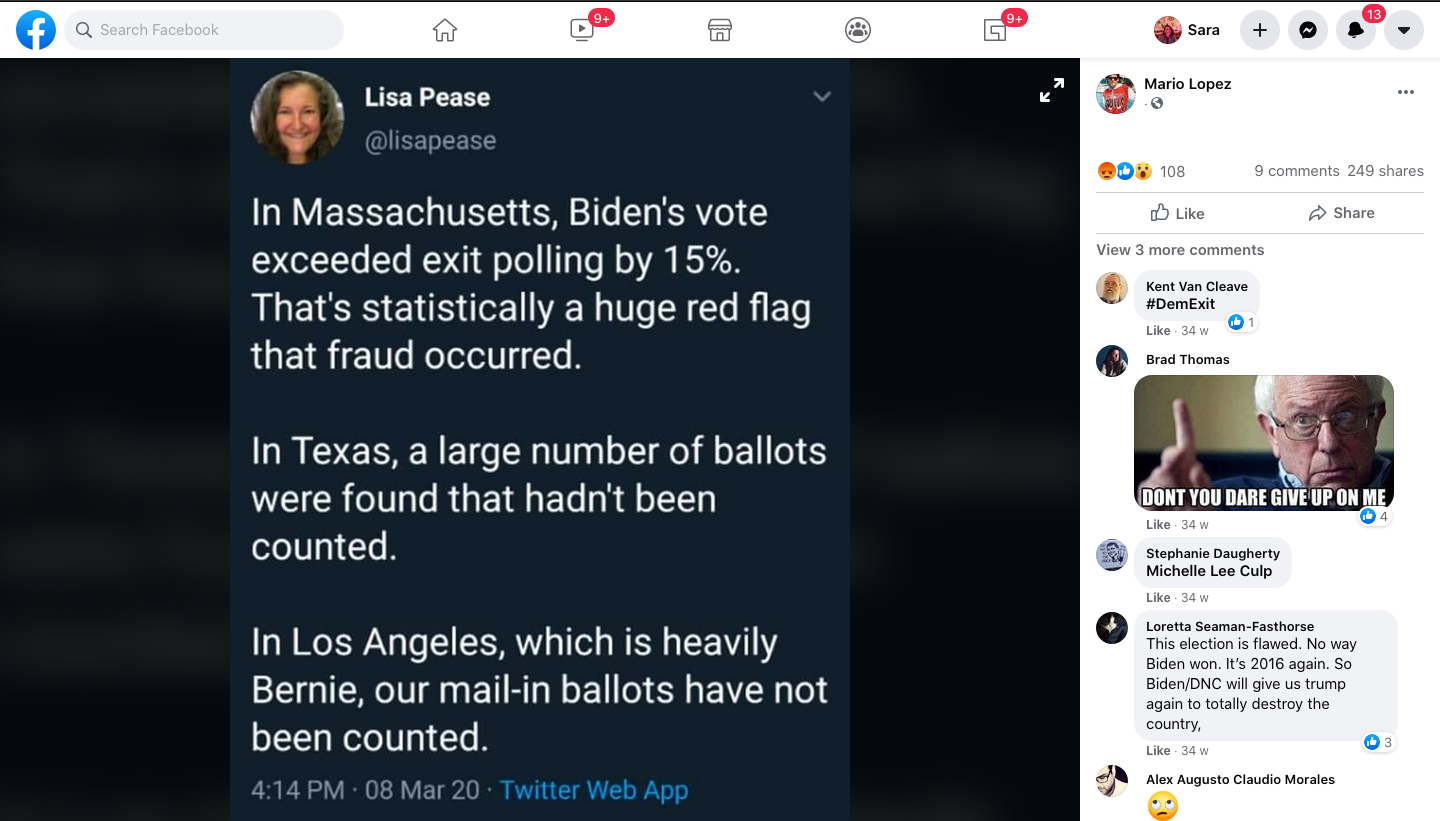 Search Facebook
9+
9+
Sara
13
Lisa Pease
@lisapease
In Massachusetts, Biden's vote
exceeded exit polling by 15%.
That's statistically a huge red flag
that fraud occurred.
In Texas, a large number of ballots
were found that hadn't been
counted.
In Los Angeles, which is heavily
Bernie, our mail-in ballots have not
been counted.
4:14 PM · 08 Mar 20 · Twitter Web App
Mario Lopez
108
9 comments 249 shares
Like
Share
View 3 more comments
Kent Van Cleave
#DemExit
Like · 34 w
1
Brad Thomas
DONT YOU DARE GIVE UP ON ME
Like · 34 w
4
Stephanie Daugherty
Michelle Lee Culp
Like · 34 w
Loretta Seaman-Fasthorse
This election is flawed. No way
Biden won. It’s 2016 again. So
Biden/DNC will give us trump
again to totally destroy the
country,
Like · 34 w
3
Alex Augusto Claudio Morales